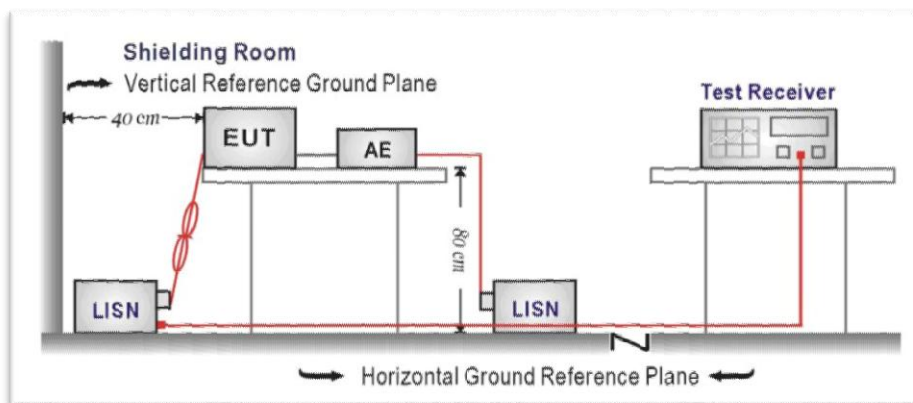 Shielding Room
Vertical Reference Ground Plane
40 cm
EUT
AE
Test Receiver
80 cm
LISN
LISN
Horizontal Ground Reference Plane